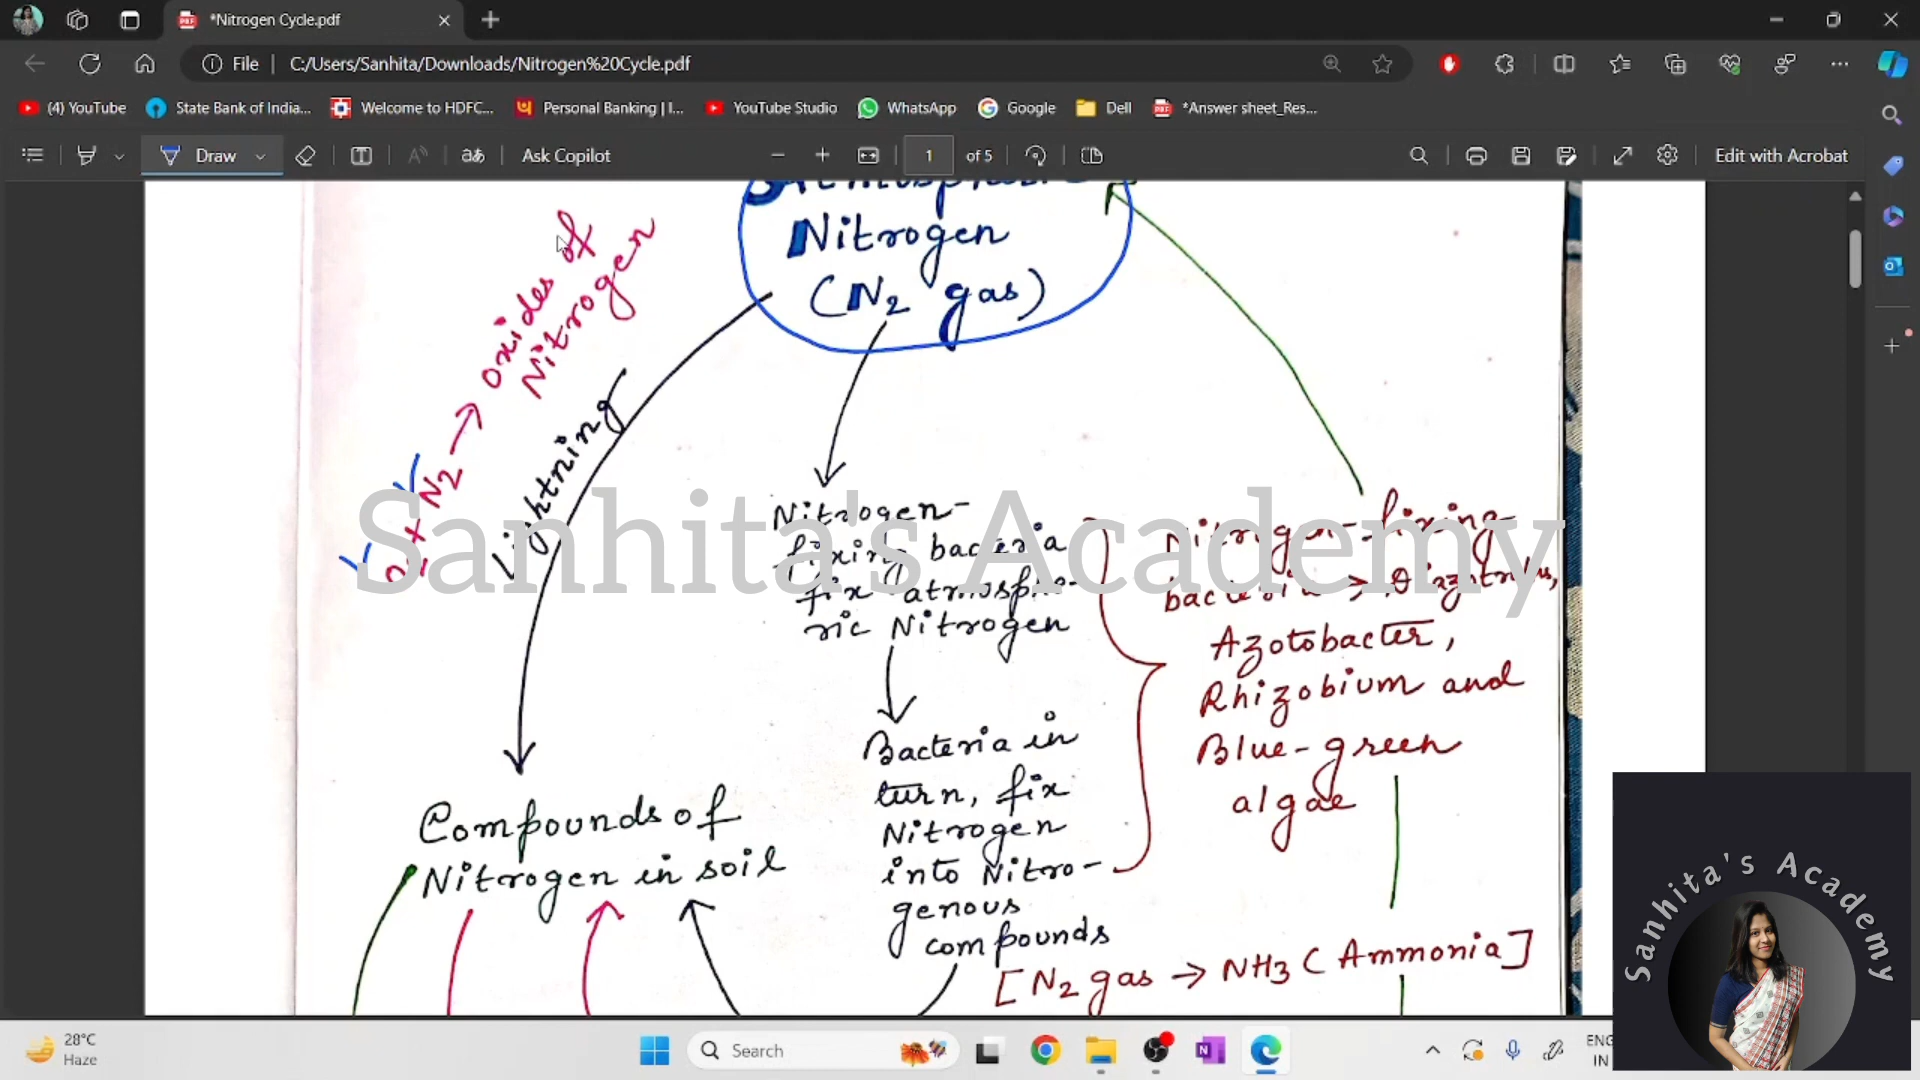 *Nitrogen Cycle.pdf
File
C:/Users/Sanhita/Downloads/Nitrogen%20Cycle.pdf
(4) YouTube
State Bank of India...
Welcome to HDFC...
Personal Banking | I...
YouTube Studio
WhatsApp
Google
Dell
*Answer sheet_Res...
Draw
Ask Copilot
1 of 5
Edit with Acrobat
Nitrogen
(N2 gas)
O2 + N2 → oxides of
Nitrogen
Lightning
Nitrogen-
fixing bacteria
fix atmosphe-
ric Nitrogen
Bacteria in
turn, fix
Nitrogen
into Nitro-
genous
compounds
[N2 gas → NH3 (Ammonia]
Nitrogen-fixing
bacteria →
Azotobacter,
Rhizobium and
Blue-green
algae
Compounds of
Nitrogen in soil
Sanhita's Academy
Sanhita's Academy
28°C
Haze
Search
ENG
IN